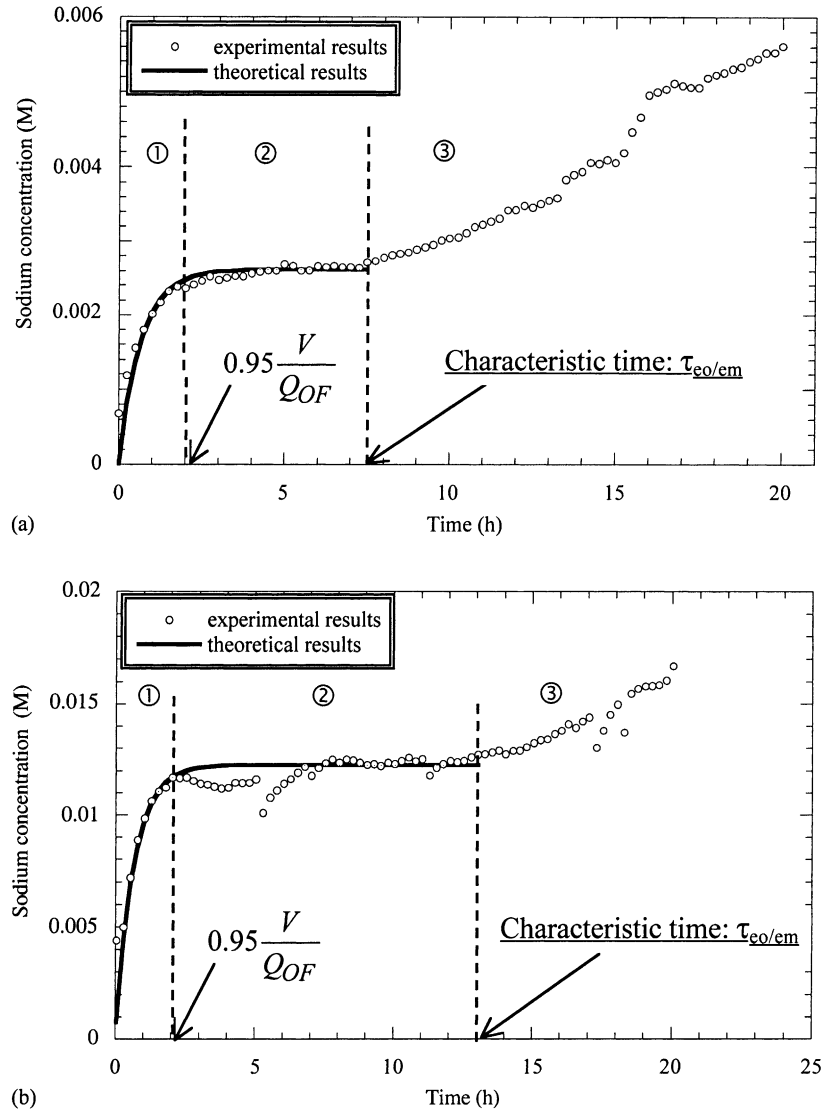 0.006
experimental results
theoretical results
Sodium concentration (M)
① ② ③
0.004
0.002
0.95 V/Q_OF
Characteristic time: τ_eo/em
0
0 5 10 15 20
(a)
Time (h)
0.02
experimental results
theoretical results
Sodium concentration (M)
① ② ③
0.015
0.01
0.005
0.95 V/Q_OF
Characteristic time: τ_eo/em
0
0 5 10 15 20 25
(b)
Time (h)